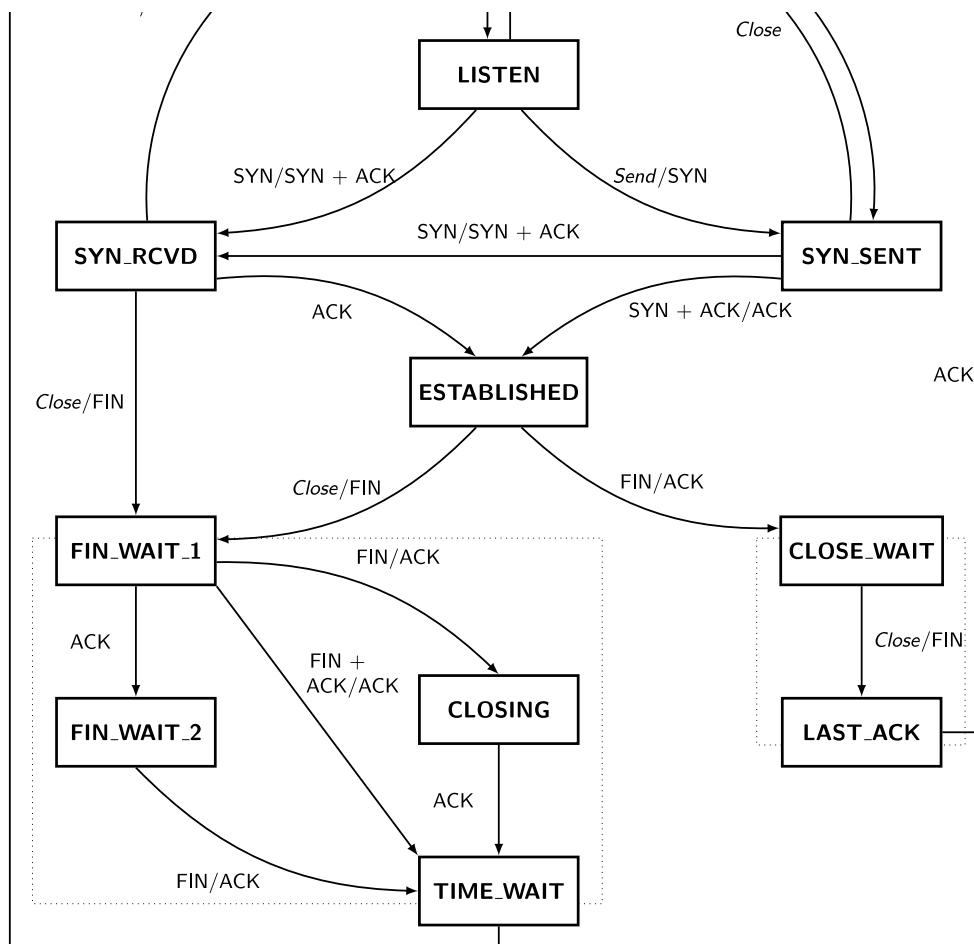 Close
LISTEN
SYN/SYN + ACK
Send/SYN
SYN/SYN + ACK
SYN_RCVD
SYN_SENT
ACK
SYN + ACK/ACK
ESTABLISHED
ACK
Close/FIN
Close/FIN
FIN/ACK
FIN_WAIT_1
FIN/ACK
CLOSE_WAIT
ACK
FIN +
ACK/ACK
Close/FIN
FIN_WAIT_2
CLOSING
LAST_ACK
ACK
FIN/ACK
TIME_WAIT